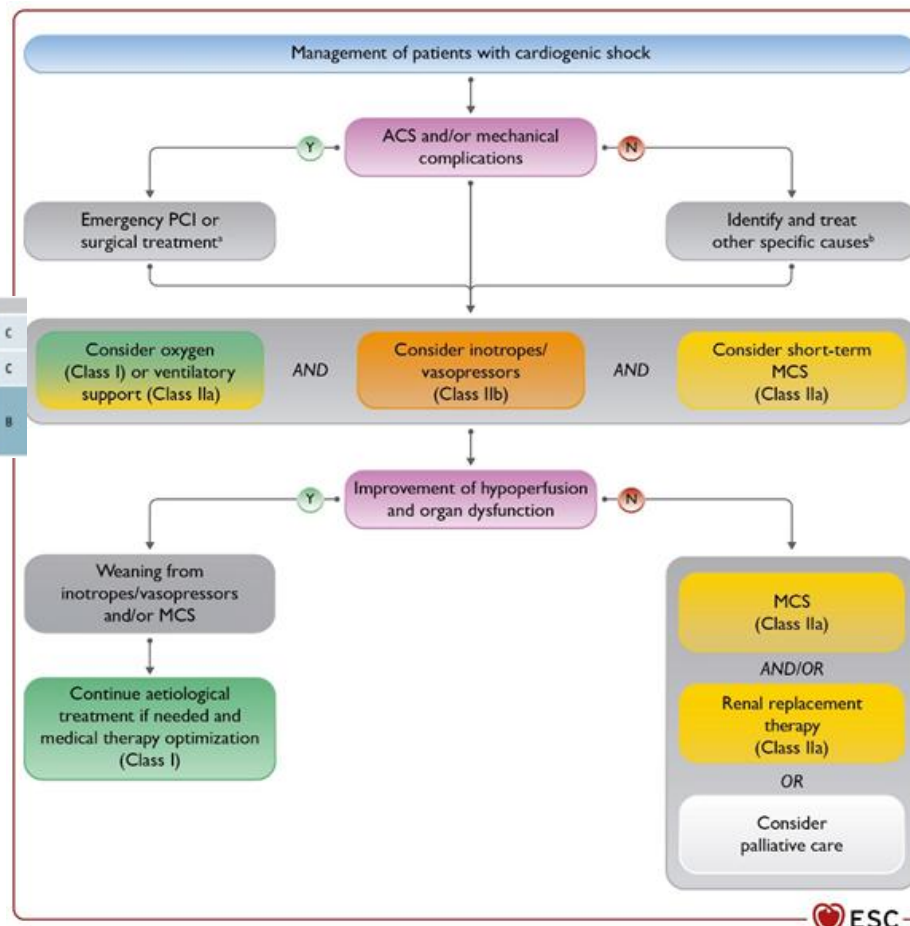 Management of patients with cardiogenic shock
ACS and/or mechanical
complications
Y
N
Emergency PCI or
surgical treatmentᵃ
Identify and treat
other specific causesᵇ
C
C
B
Consider oxygen
(Class I) or ventilatory
support (Class IIa)
AND
Consider inotropes/
vasopressors
(Class IIb)
AND
Consider short-term
MCS
(Class IIa)
Improvement of hypoperfusion
and organ dysfunction
Y
N
Weaning from
inotropes/vasopressors
and/or MCS
Continue aetiological
treatment if needed and
medical therapy optimization
(Class I)
MCS
(Class IIa)
AND/OR
Renal replacement
therapy
(Class IIa)
OR
Consider
palliative care
ESC